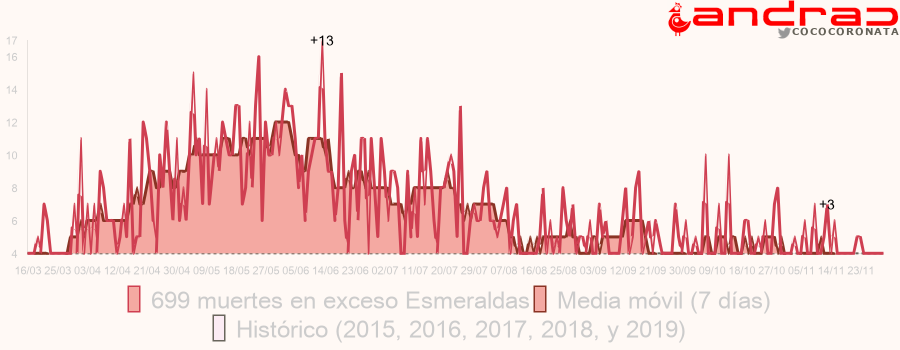 andrac
COCOCORONATA
17
+13
16
14
12
10
8
+3
6
4
16/03 25/03 03/04 12/04 21/04 30/04 09/05 18/05 27/05 05/06 14/06 23/06 02/07 11/07 20/07 29/07 07/08 16/08 25/08 03/09 12/09 21/09 30/09 09/10 18/10 27/10 05/11 14/11 23/11
699 muertes en exceso Esmeraldas Media móvil (7 días)
Histórico (2015, 2016, 2017, 2018, y 2019)